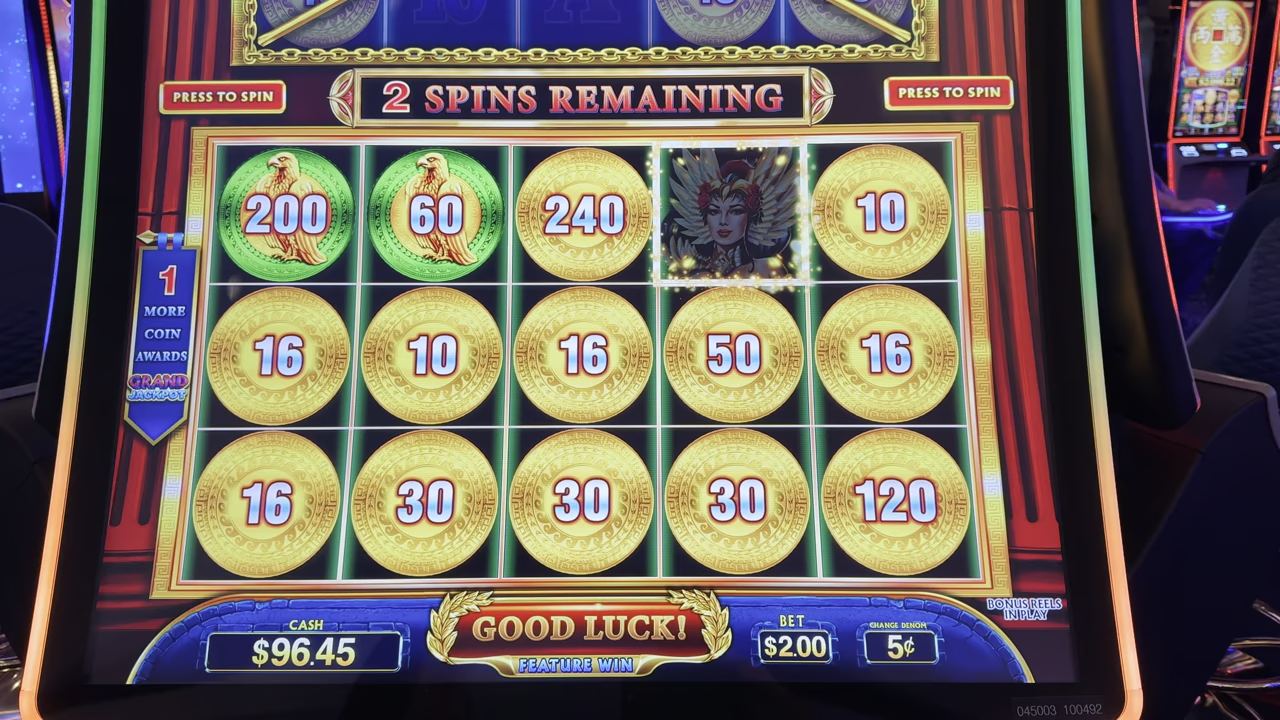 PRESS TO SPIN
2 SPINS REMAINING
PRESS TO SPIN
200 60 240 10
1
MORE
COIN
AWARDS
GRAND
JACKPOT
16 10 16 50 16
16 30 30 30 120
CASH
$96.45
GOOD LUCK!
FEATURE WIN
BET
$2.00
CHANGE DENOM
5¢
BONUS REELS
IN PLAY
045003 100492